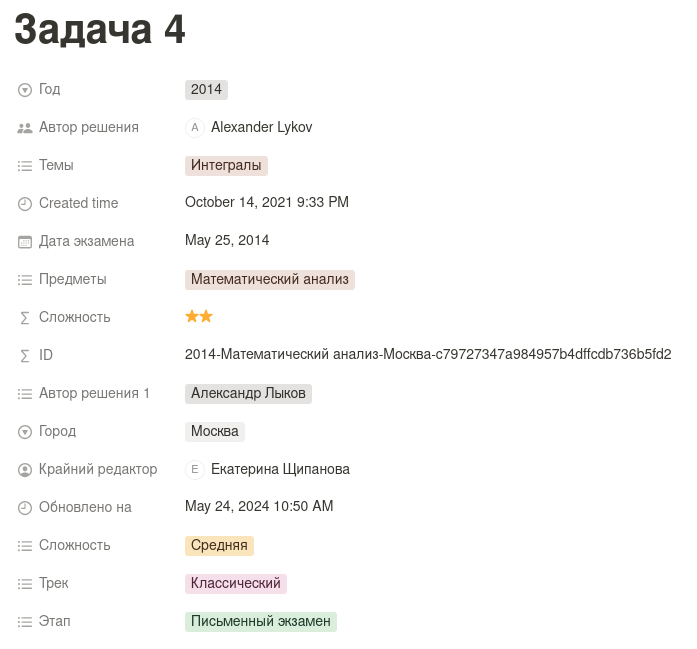 Задача 4
Год 2014
Автор решения A Alexander Lykov
Темы Интегралы
Created time October 14, 2021 9:33 PM
Дата экзамена May 25, 2014
Предметы Математический анализ
Сложность ⭐⭐
ID 2014-Математический анализ-Москва-c79727347a984957b4dffcdb736b5fd2
Автор решения 1 Александр Лыков
Город Москва
Крайний редактор Е Екатерина Щипанова
Обновлено на May 24, 2024 10:50 AM
Сложность Средняя
Трек Классический
Этап Письменный экзамен